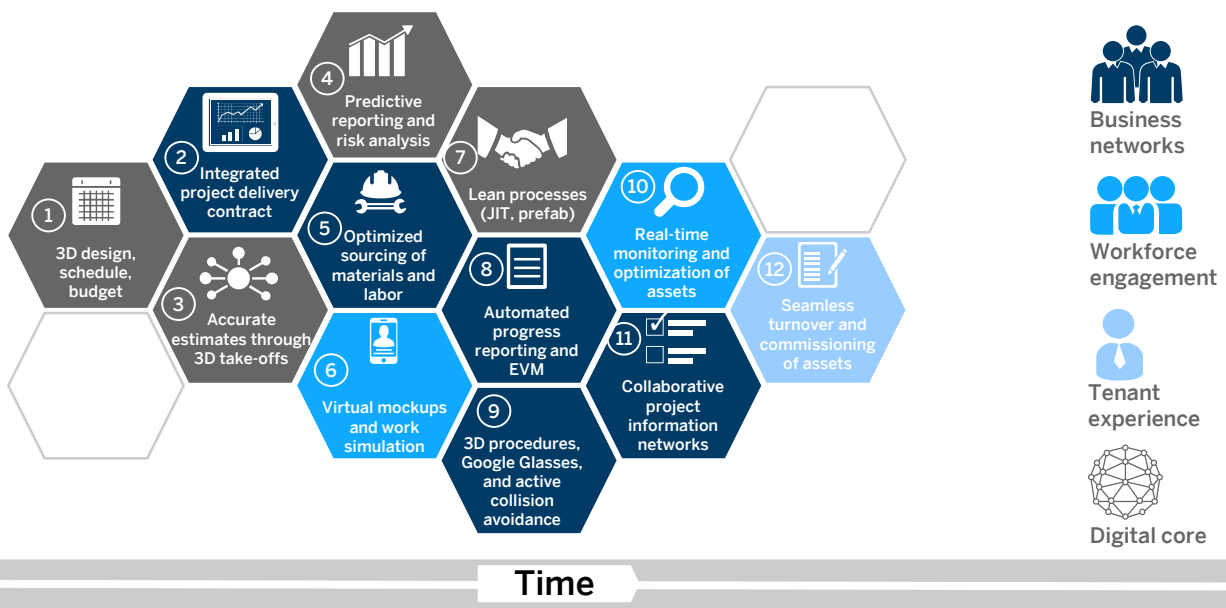 1
3D design,
schedule,
budget
2
Integrated
project delivery
contract
3
Accurate
estimates through
3D take-offs
4
Predictive
reporting and
risk analysis
5
Optimized
sourcing of
materials and
labor
6
Virtual mockups
and work
simulation
7
Lean processes
(JIT, prefab)
8
Automated
progress
reporting and
EVM
9
3D procedures,
Google Glasses,
and active
collision
avoidance
10
Real-time
monitoring and
optimization of
assets
11
Collaborative
project
information
networks
12
Seamless
turnover and
commissioning
of assets
Business
networks
Workforce
engagement
Tenant
experience
Digital core
Time